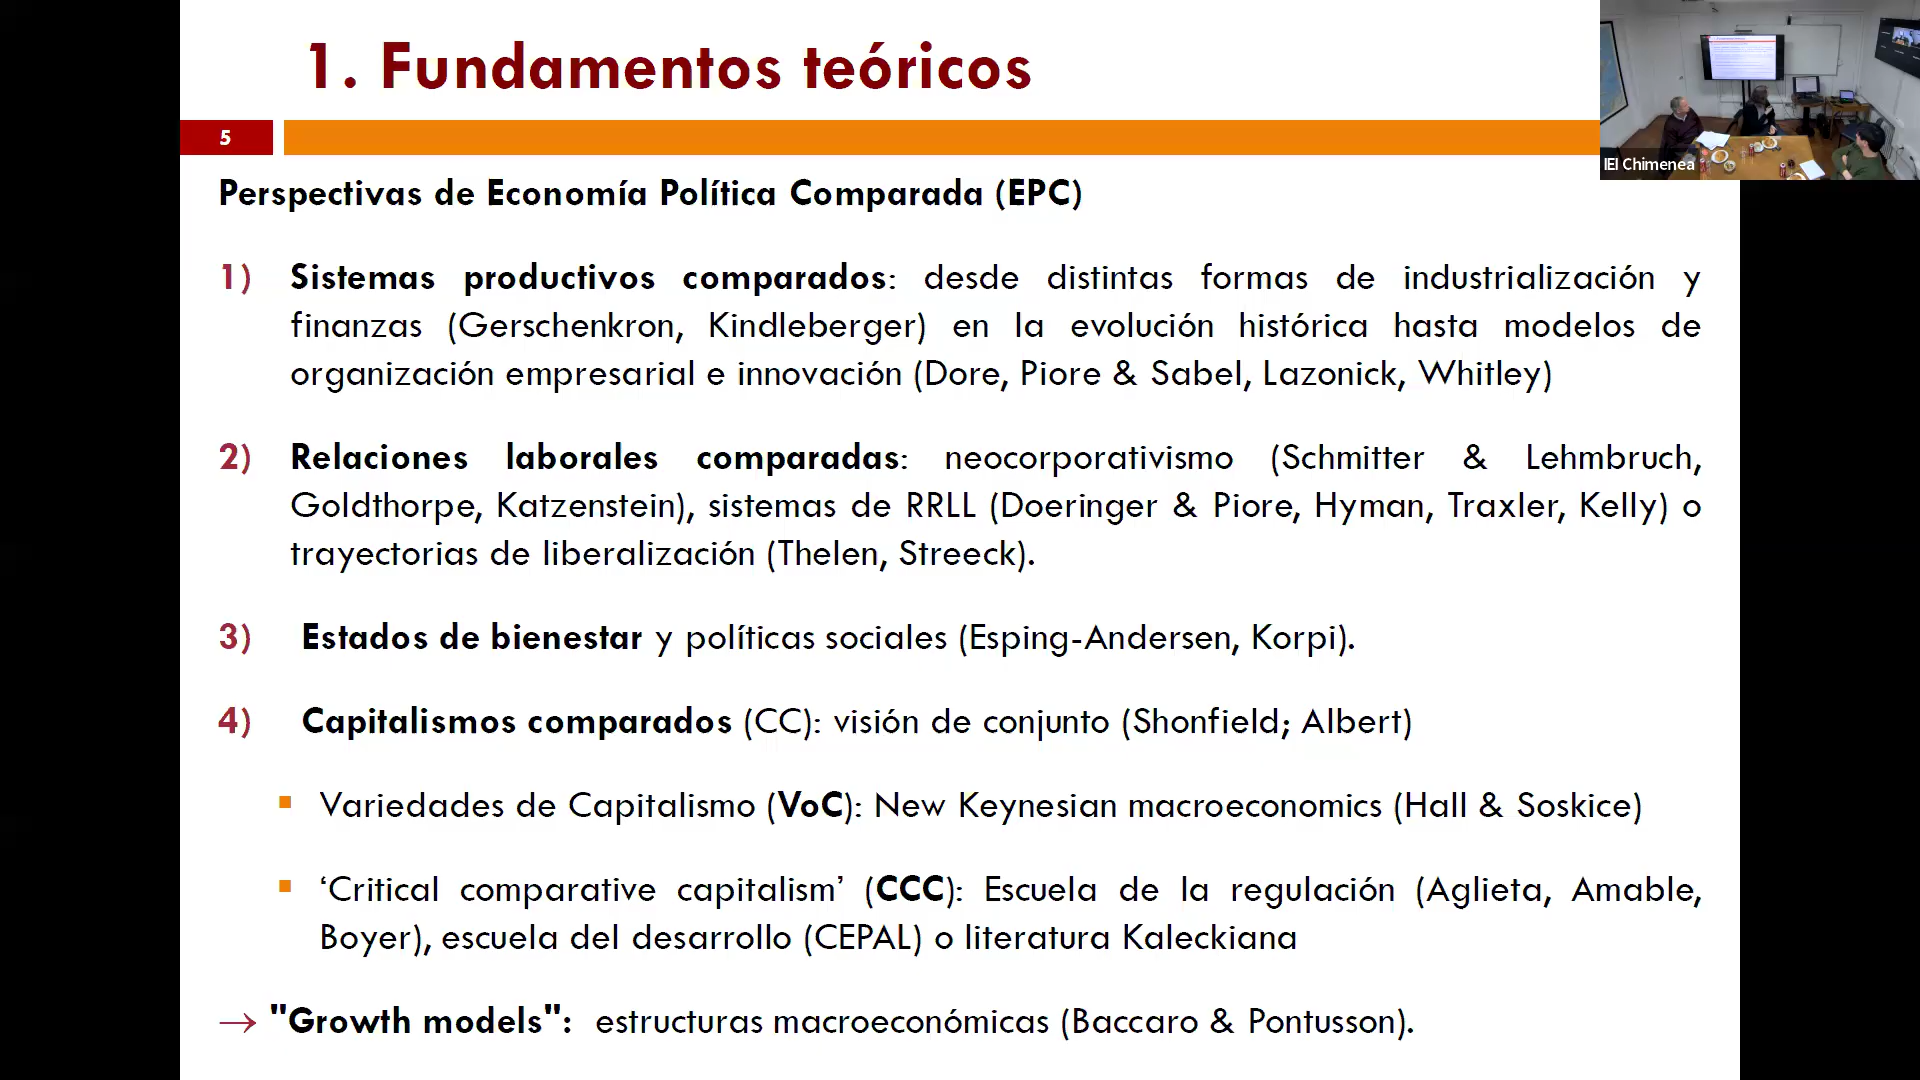 1. Fundamentos teóricos
5
IEI Chimenea
Perspectivas de Economía Política Comparada (EPC)
1) Sistemas productivos comparados: desde distintas formas de industrialización y
finanzas (Gerschenkron, Kindleberger) en la evolución histórica hasta modelos de
organización empresarial e innovación (Dore, Piore & Sabel, Lazonick, Whitley)
2) Relaciones laborales comparadas: neocorporativismo (Schmitter & Lehmbruch,
Goldthorpe, Katzenstein), sistemas de RRLL (Doeringer & Piore, Hyman, Traxler, Kelly) o
trayectorias de liberalización (Thelen, Streeck).
3) Estados de bienestar y políticas sociales (Esping-Andersen, Korpi).
4) Capitalismos comparados (CC): visión de conjunto (Shonfield; Albert)
▪ Variedades de Capitalismo (VoC): New Keynesian macroeconomics (Hall & Soskice)
▪ ‘Critical comparative capitalism’ (CCC): Escuela de la regulación (Aglieta, Amable,
Boyer), escuela del desarrollo (CEPAL) o literatura Kaleckiana
→ "Growth models": estructuras macroeconómicas (Baccaro & Pontusson).